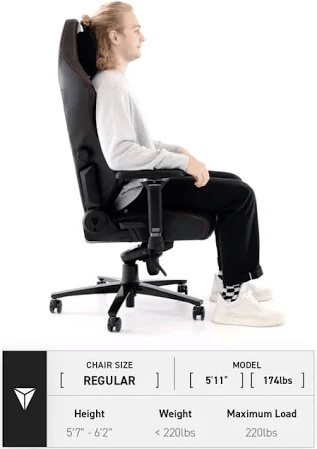 CHAIR SIZE
[ REGULAR ]
MODEL
[ 5'11" ] [ 174lbs ]
Height Weight Maximum Load
5'7" - 6'2" < 220lbs 220lbs